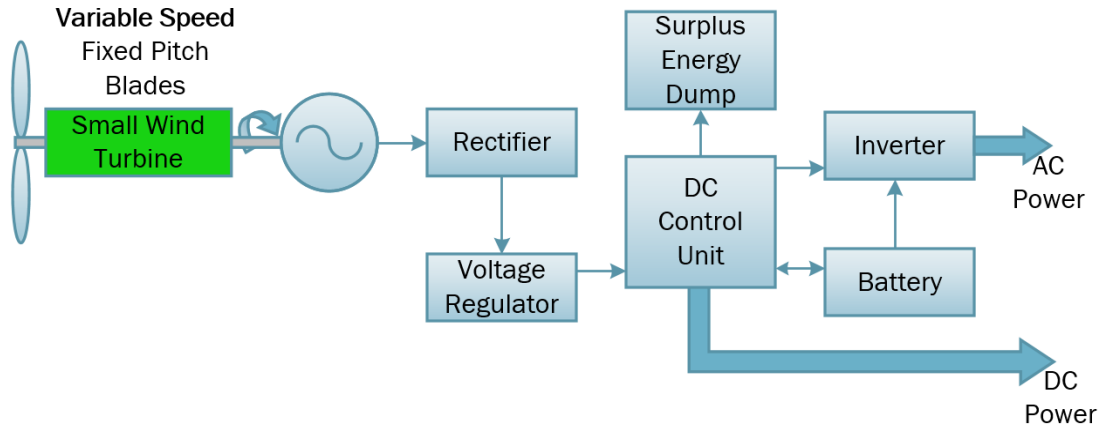 Variable Speed
Fixed Pitch
Blades
Small Wind
Turbine
Rectifier
Voltage
Regulator
Surplus
Energy
Dump
DC
Control
Unit
Inverter
Battery
AC
Power
DC
Power